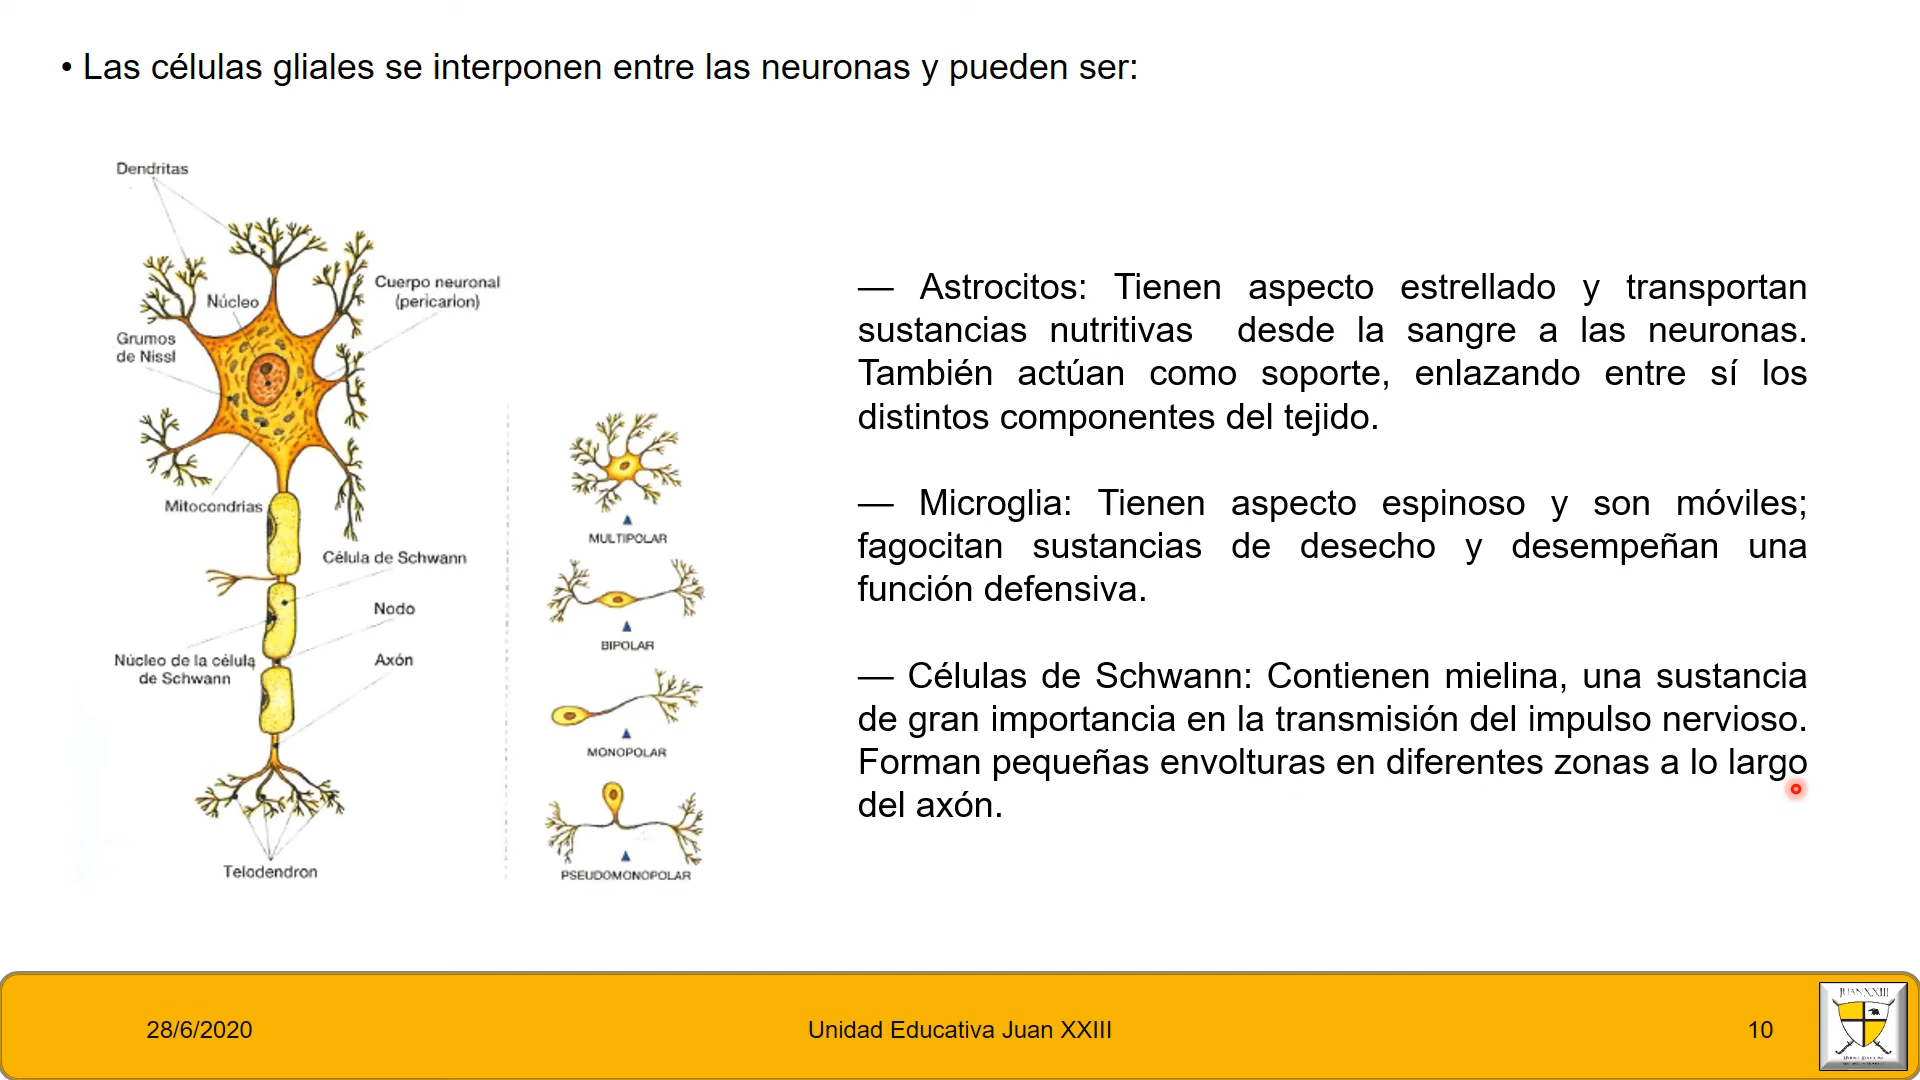 • Las células gliales se interponen entre las neuronas y pueden ser:
Dendritas
Cuerpo neuronal
(pericarion)
Núcleo
Grumos
de Nissl
Mitocondrias
Célula de Schwann
Nodo
Núcleo de la célula
de Schwann
Axón
Telodendron
MULTIPOLAR
BIPOLAR
MONOPOLAR
PSEUDOMONOPOLAR
— Astrocitos: Tienen aspecto estrellado y transportan
sustancias nutritivas desde la sangre a las neuronas.
También actúan como soporte, enlazando entre sí los
distintos componentes del tejido.
— Microglia: Tienen aspecto espinoso y son móviles;
fagocitan sustancias de desecho y desempeñan una
función defensiva.
— Células de Schwann: Contienen mielina, una sustancia
de gran importancia en la transmisión del impulso nervioso.
Forman pequeñas envolturas en diferentes zonas a lo largo
del axón.
28/6/2020
Unidad Educativa Juan XXIII
10
JUAN XXIII